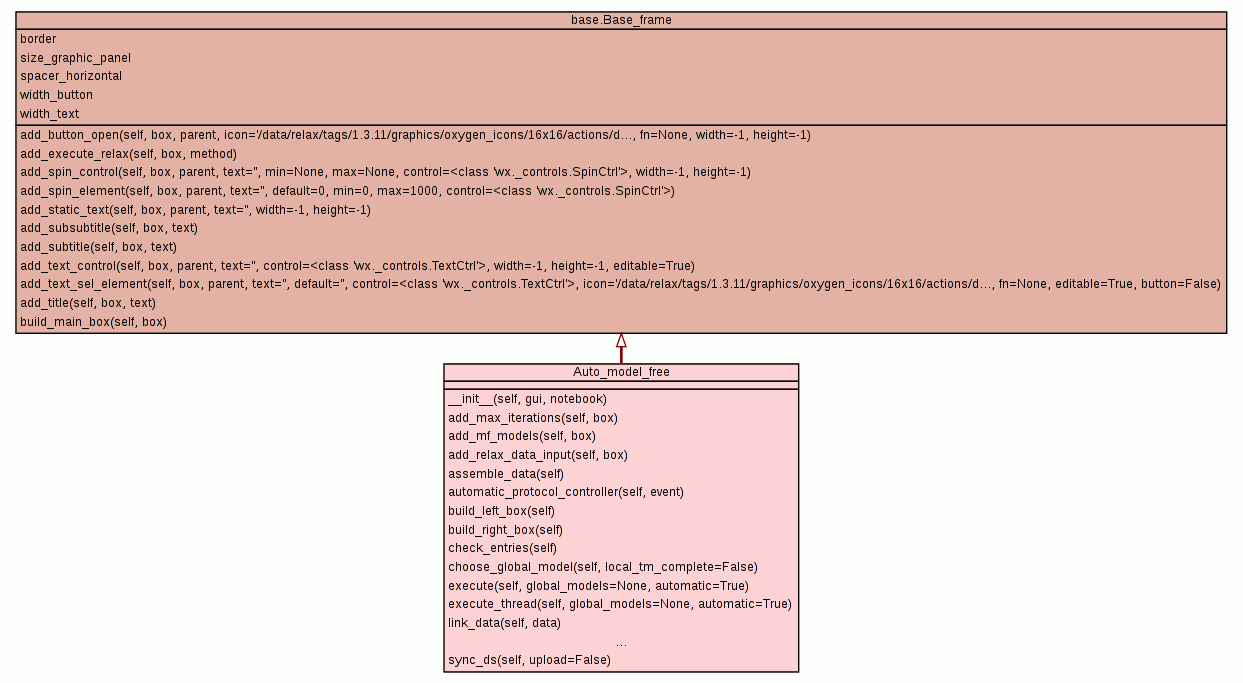 base.Base_frame
border
size_graphic_panel
spacer_horizontal
width_button
width_text
add_button_open(self, box, parent, icon='/data/relax/tags/1.3.11/graphics/oxygen_icons/16x16/actions/d..., fn=None, width=-1, height=-1)
add_execute_relax(self, box, method)
add_spin_control(self, box, parent, text='', min=None, max=None, control=<class 'wx._controls.SpinCtrl'>, width=-1, height=-1)
add_spin_element(self, box, parent, text='', default=0, min=0, max=1000, control=<class 'wx._controls.SpinCtrl'>)
add_static_text(self, box, parent, text='', width=-1, height=-1)
add_subsubtitle(self, box, text)
add_subtitle(self, box, text)
add_text_control(self, box, parent, text='', control=<class 'wx._controls.TextCtrl'>, width=-1, height=-1, editable=True)
add_text_sel_element(self, box, parent, text='', default='', control=<class 'wx._controls.TextCtrl'>, icon='/data/relax/tags/1.3.11/graphics/oxygen_icons/16x16/actions/d..., fn=None, editable=True, button=False)
add_title(self, box, text)
build_main_box(self, box)
Auto_model_free
__init__(self, gui, notebook)
add_max_iterations(self, box)
add_mf_models(self, box)
add_relax_data_input(self, box)
assemble_data(self)
automatic_protocol_controller(self, event)
build_left_box(self)
build_right_box(self)
check_entries(self)
choose_global_model(self, local_tm_complete=False)
execute(self, global_models=None, automatic=True)
execute_thread(self, global_models=None, automatic=True)
link_data(self, data)
...
sync_ds(self, upload=False)